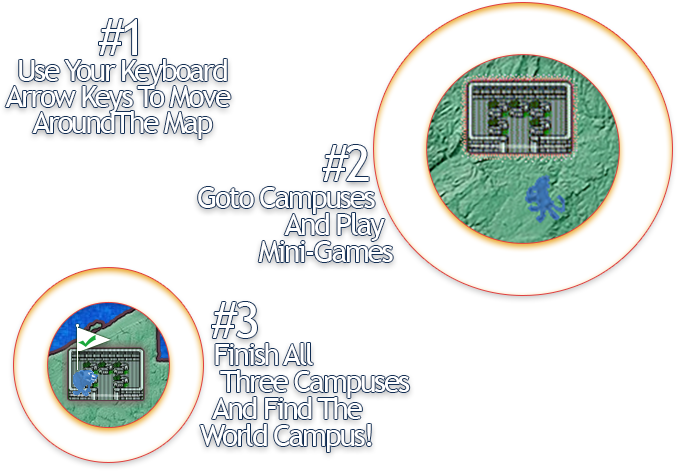 #1
Use Your Keyboard
Arrow Keys To Move
AroundThe Map
#2
Goto Campuses
And Play
Mini-Games
#3
Finish All
Three Campuses
And Find The
World Campus!